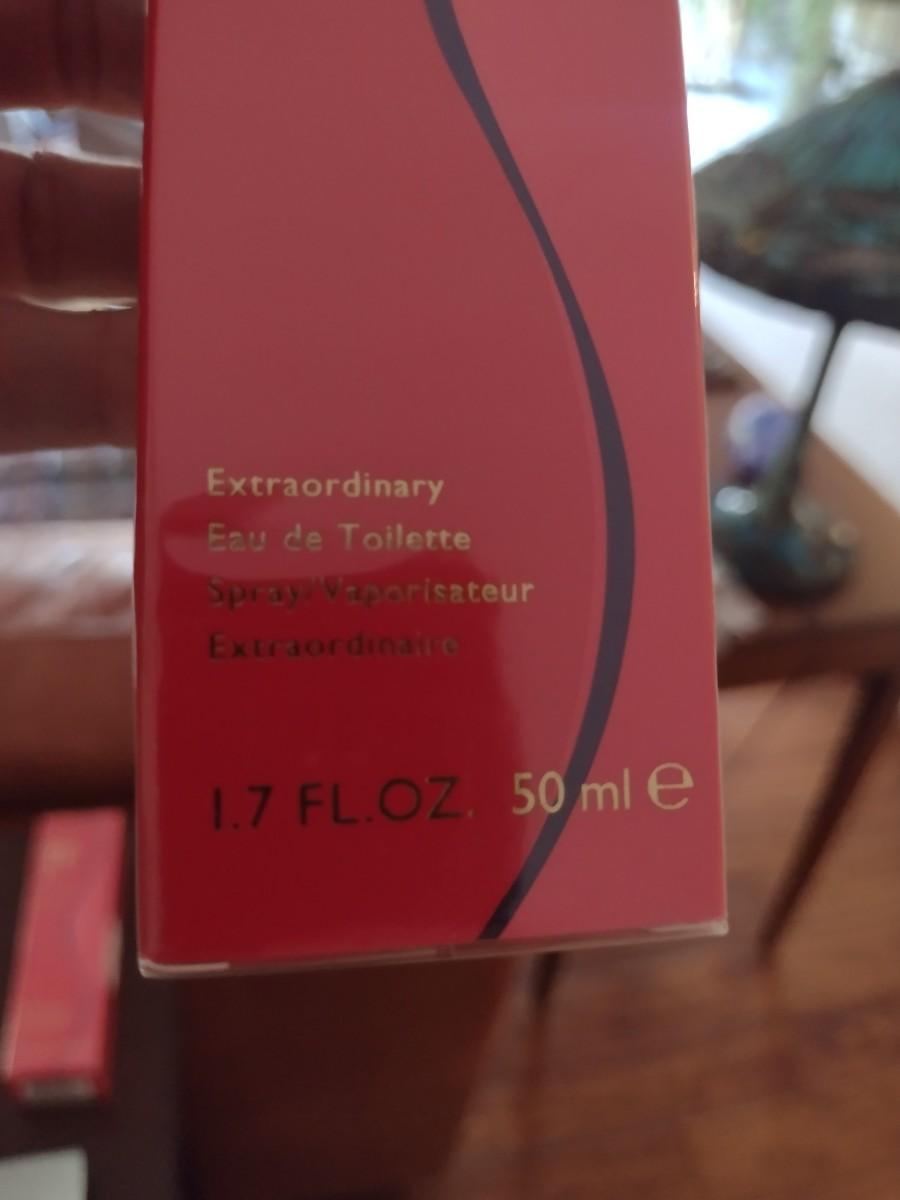 Extraordinary
Eau de Toilette
Spray/Vaporisateur
Extraordinaire
1.7 FL.OZ. 50 ml ℮